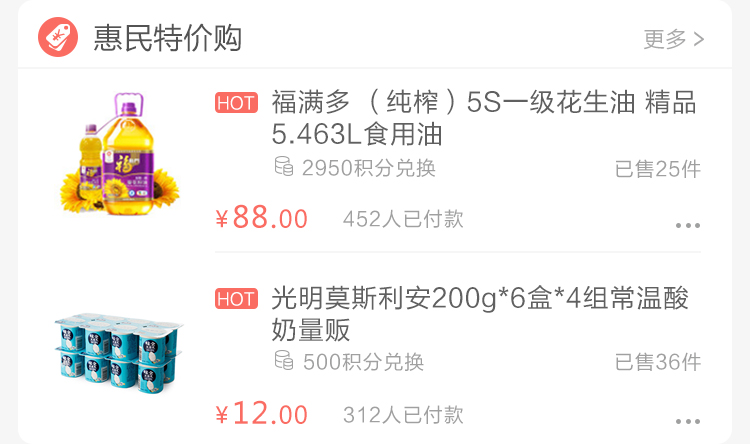 惠民特价购
更多 >
HOT 福满多（纯榨）5S一级花生油 精品
5.463L食用油
2950积分兑换 已售25件
¥88.00 452人已付款
HOT 光明莫斯利安200g*6盒*4组常温酸
奶量贩
500积分兑换 已售36件
¥12.00 312人已付款
福